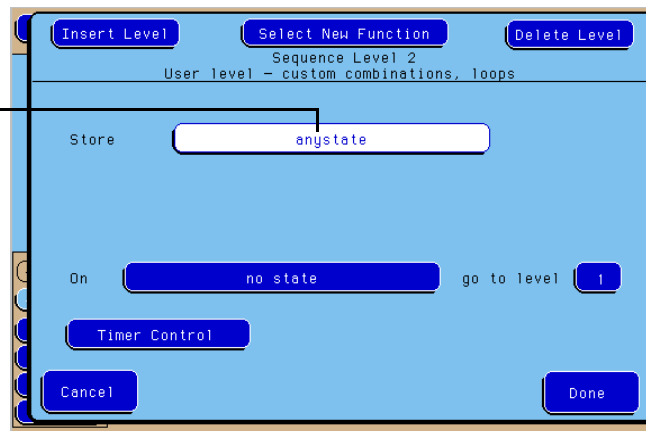 Insert Level Select New Function Delete Level
Sequence Level 2
User level — custom combinations, loops
Store anystate
On no state go to level 1
Timer Control
Cancel Done